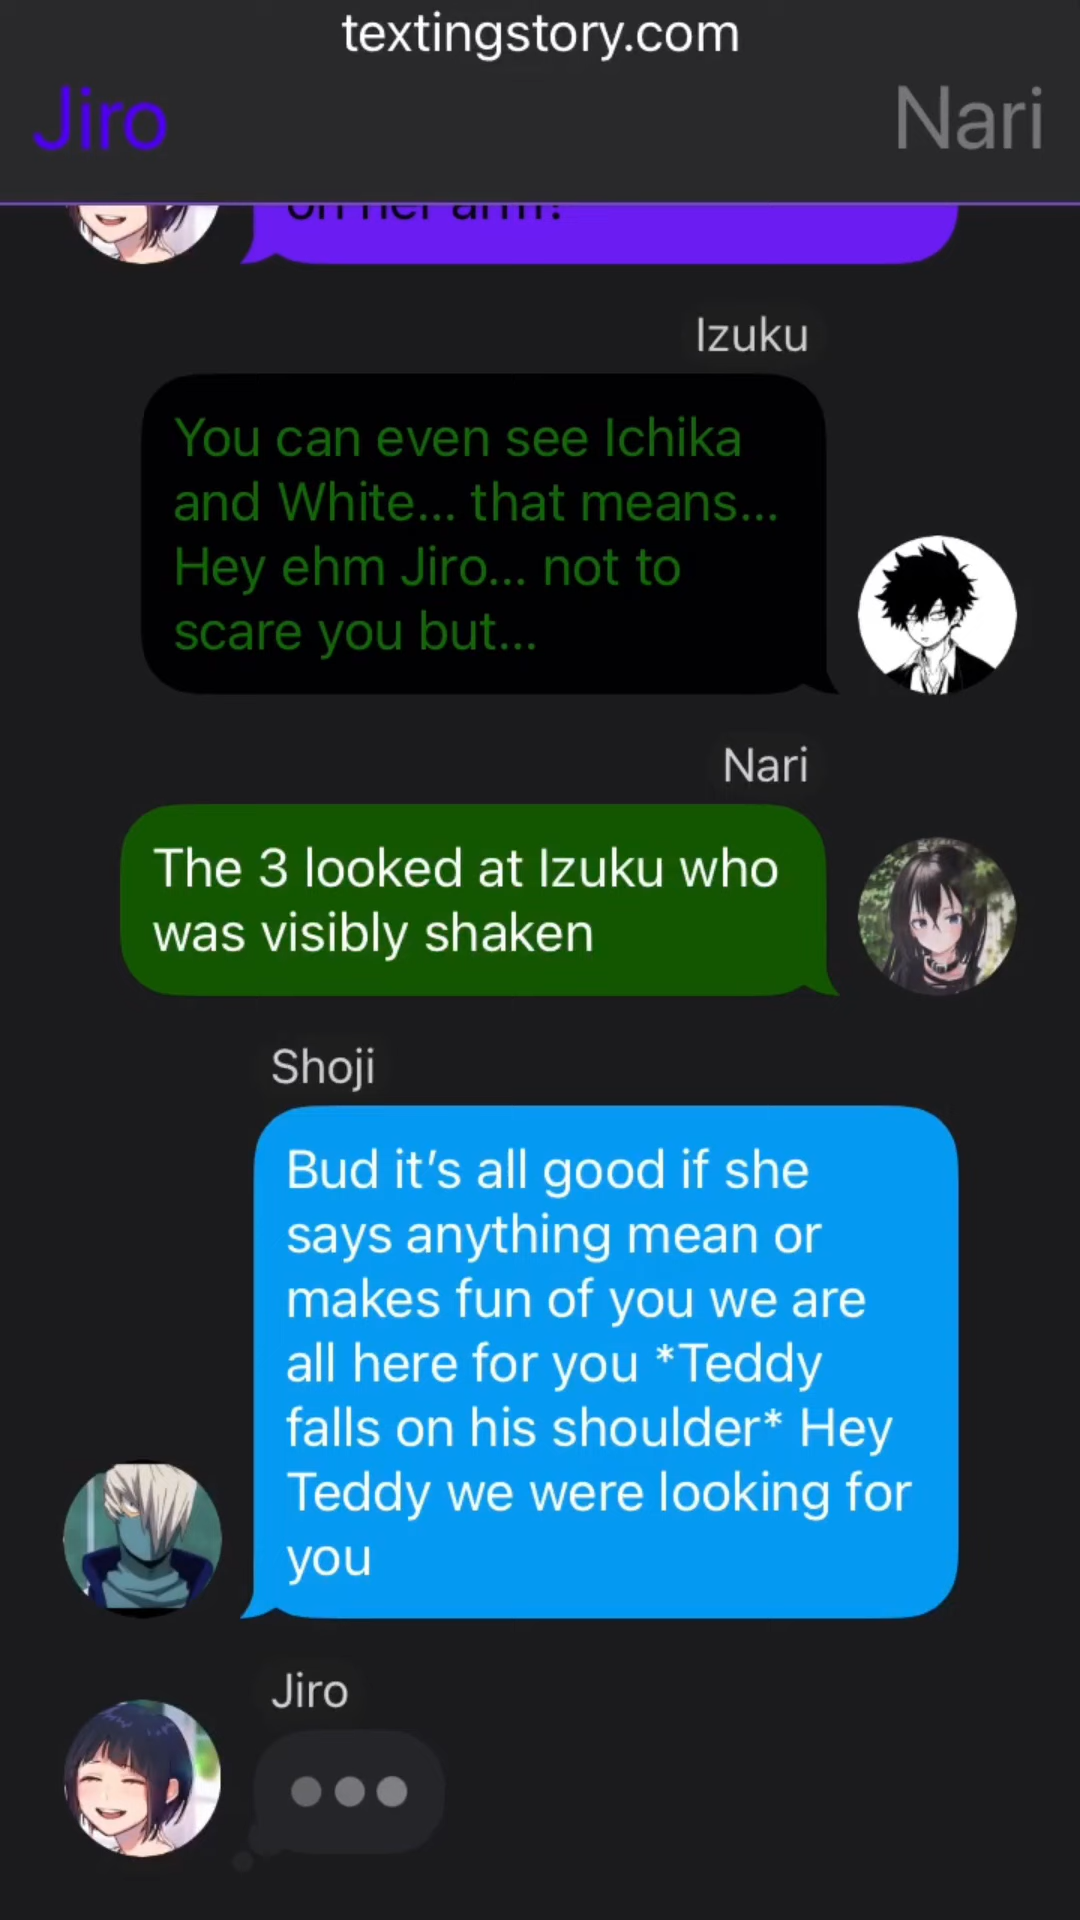 textingstory.com
Jiro
Nari
on her arm?
Izuku
You can even see Ichika
and White... that means...
Hey ehm Jiro... not to
scare you but...
Nari
The 3 looked at Izuku who
was visibly shaken
Shoji
Bud it’s all good if she
says anything mean or
makes fun of you we are
all here for you *Teddy
falls on his shoulder* Hey
Teddy we were looking for
you
Jiro